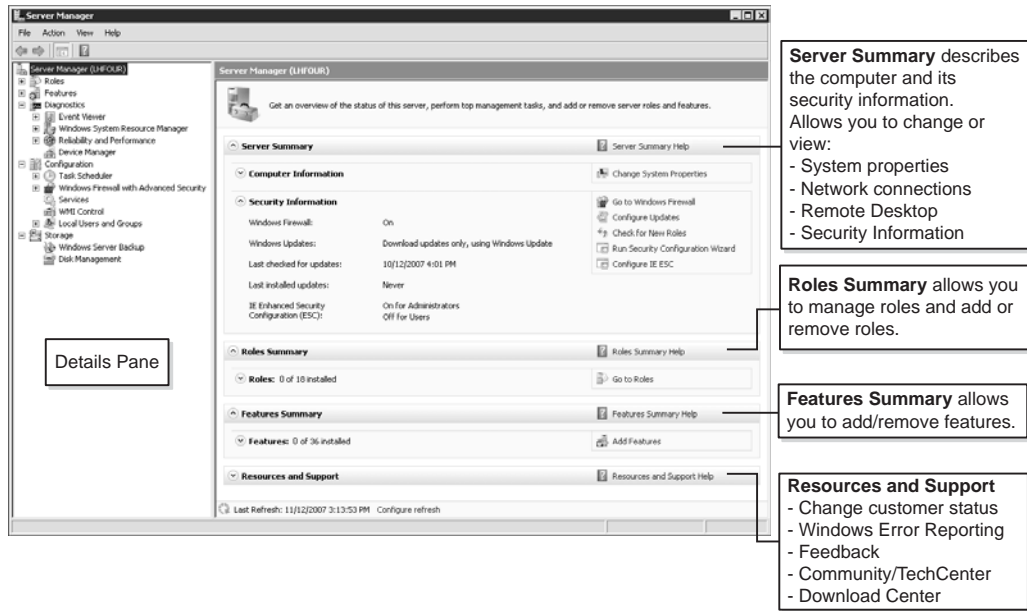 Server Manager
File Action View Help
Server Manager (LHFOUR)
Roles
Features
Diagnostics
Event Viewer
Windows System Resource Manager
Reliability and Performance
Device Manager
Configuration
Task Scheduler
Windows Firewall with Advanced Security
Services
WMI Control
Local Users and Groups
Storage
Windows Server Backup
Disk Management
Details Pane
Server Manager (LHFOUR)
Get an overview of the status of this server, perform top management tasks, and add or remove server roles and features.
Server Summary
Server Summary Help
Computer Information
Change System Properties
Security Information
Go to Windows Firewall
Configure Updates
Check for New Roles
Run Security Configuration Wizard
Configure IE ESC
Windows Firewall: On
Windows Updates: Download updates only, using Windows Update
Last checked for updates: 10/12/2007 4:01 PM
Last installed updates: Never
IE Enhanced Security
Configuration (ESC):
On for Administrators
Off for Users
Roles Summary
Roles Summary Help
Roles: 0 of 18 installed
Go to Roles
Features Summary
Features Summary Help
Features: 0 of 36 installed
Add Features
Resources and Support
Resources and Support Help
Last Refresh: 11/12/2007 3:13:53 PM Configure refresh
Server Summary describes
the computer and its
security information.
Allows you to change or
view:
- System properties
- Network connections
- Remote Desktop
- Security Information
Roles Summary allows you
to manage roles and add or
remove roles.
Features Summary allows
you to add/remove features.
Resources and Support
- Change customer status
- Windows Error Reporting
- Feedback
- Community/TechCenter
- Download Center